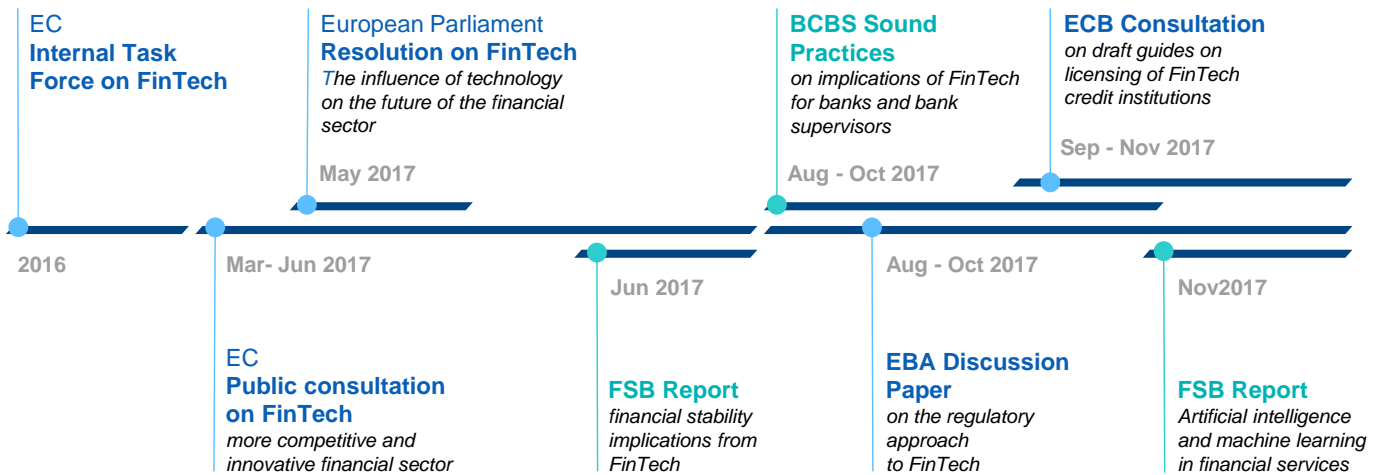 EC
Internal Task
Force on FinTech
European Parliament
Resolution on FinTech
The influence of technology
on the future of the financial
sector
May 2017
BCBS Sound
Practices
on implications of FinTech
for banks and bank
supervisors
Aug - Oct 2017
ECB Consultation
on draft guides on
licensing of FinTech
credit institutions
Sep - Nov 2017
2016
Mar- Jun 2017
EC
Public consultation
on FinTech
more competitive and
innovative financial sector
Jun 2017
FSB Report
financial stability
implications from
FinTech
Aug - Oct 2017
EBA Discussion
Paper
on the regulatory
approach
to FinTech
Nov2017
FSB Report
Artificial intelligence
and machine learning
in financial services